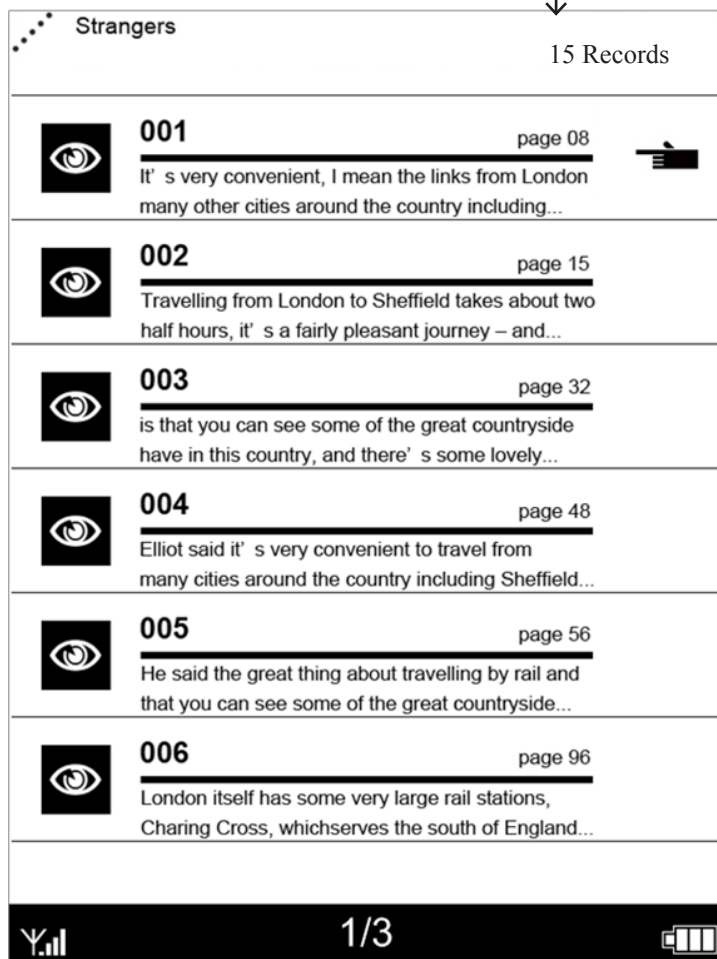 Strangers
15 Records
001
page 08
It' s very convenient, I mean the links from London
many other cities around the country including...
002
page 15
Travelling from London to Sheffield takes about two
half hours, it' s a fairly pleasant journey – and...
003
page 32
is that you can see some of the great countryside
have in this country, and there' s some lovely...
004
page 48
Elliot said it' s very convenient to travel from
many cities around the country including Sheffield...
005
page 56
He said the great thing about travelling by rail and
that you can see some of the great countryside...
006
page 96
London itself has some very large rail stations,
Charing Cross, whichserves the south of England...
1/3